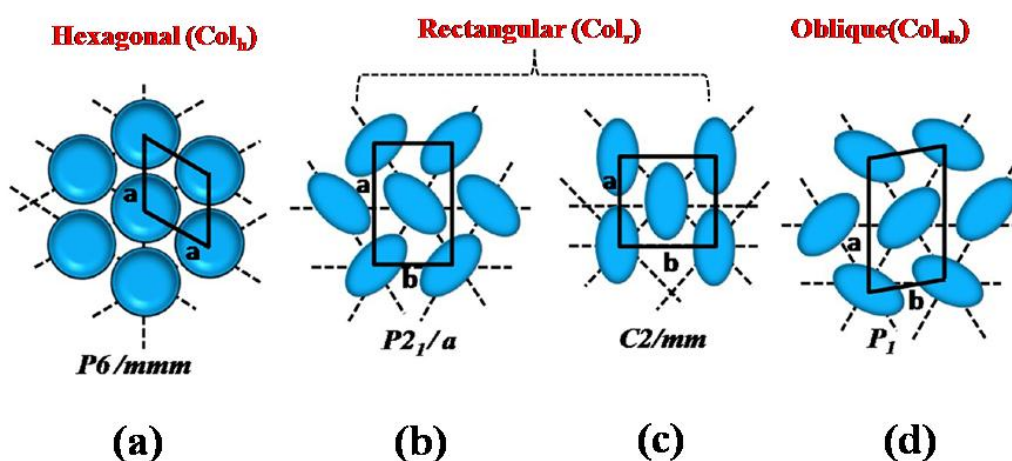 Hexagonal (Colh) Rectangular (Colr) Oblique(Colob)
a
a
a
b
a
b
a
b
P6/mmm P21/a C2/mm P1
(a) (b) (c) (d)